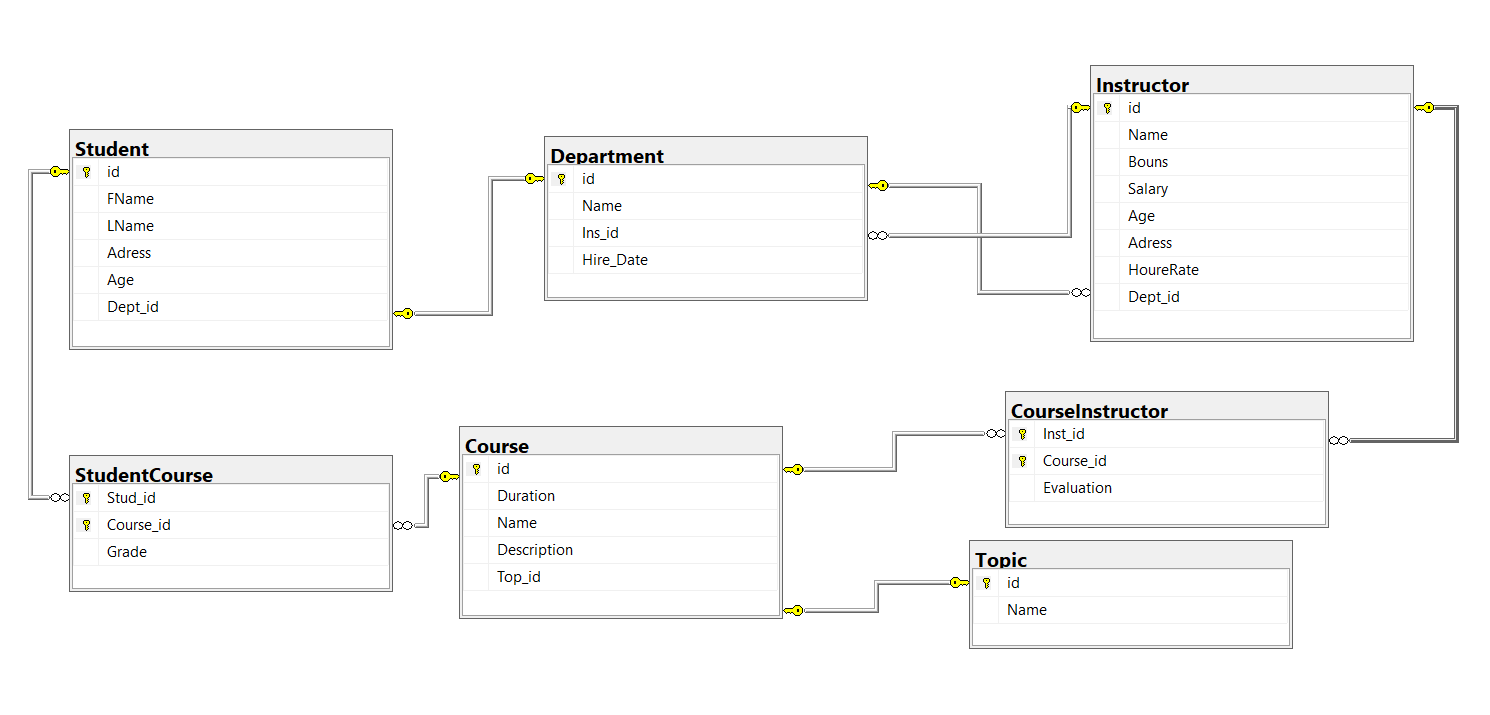 Student
id
FName
LName
Adress
Age
Dept_id
Department
id
Name
Ins_id
Hire_Date
Instructor
id
Name
Bouns
Salary
Age
Adress
HoureRate
Dept_id
StudentCourse
Stud_id
Course_id
Grade
Course
id
Duration
Name
Description
Top_id
CourseInstructor
Inst_id
Course_id
Evaluation
Topic
id
Name